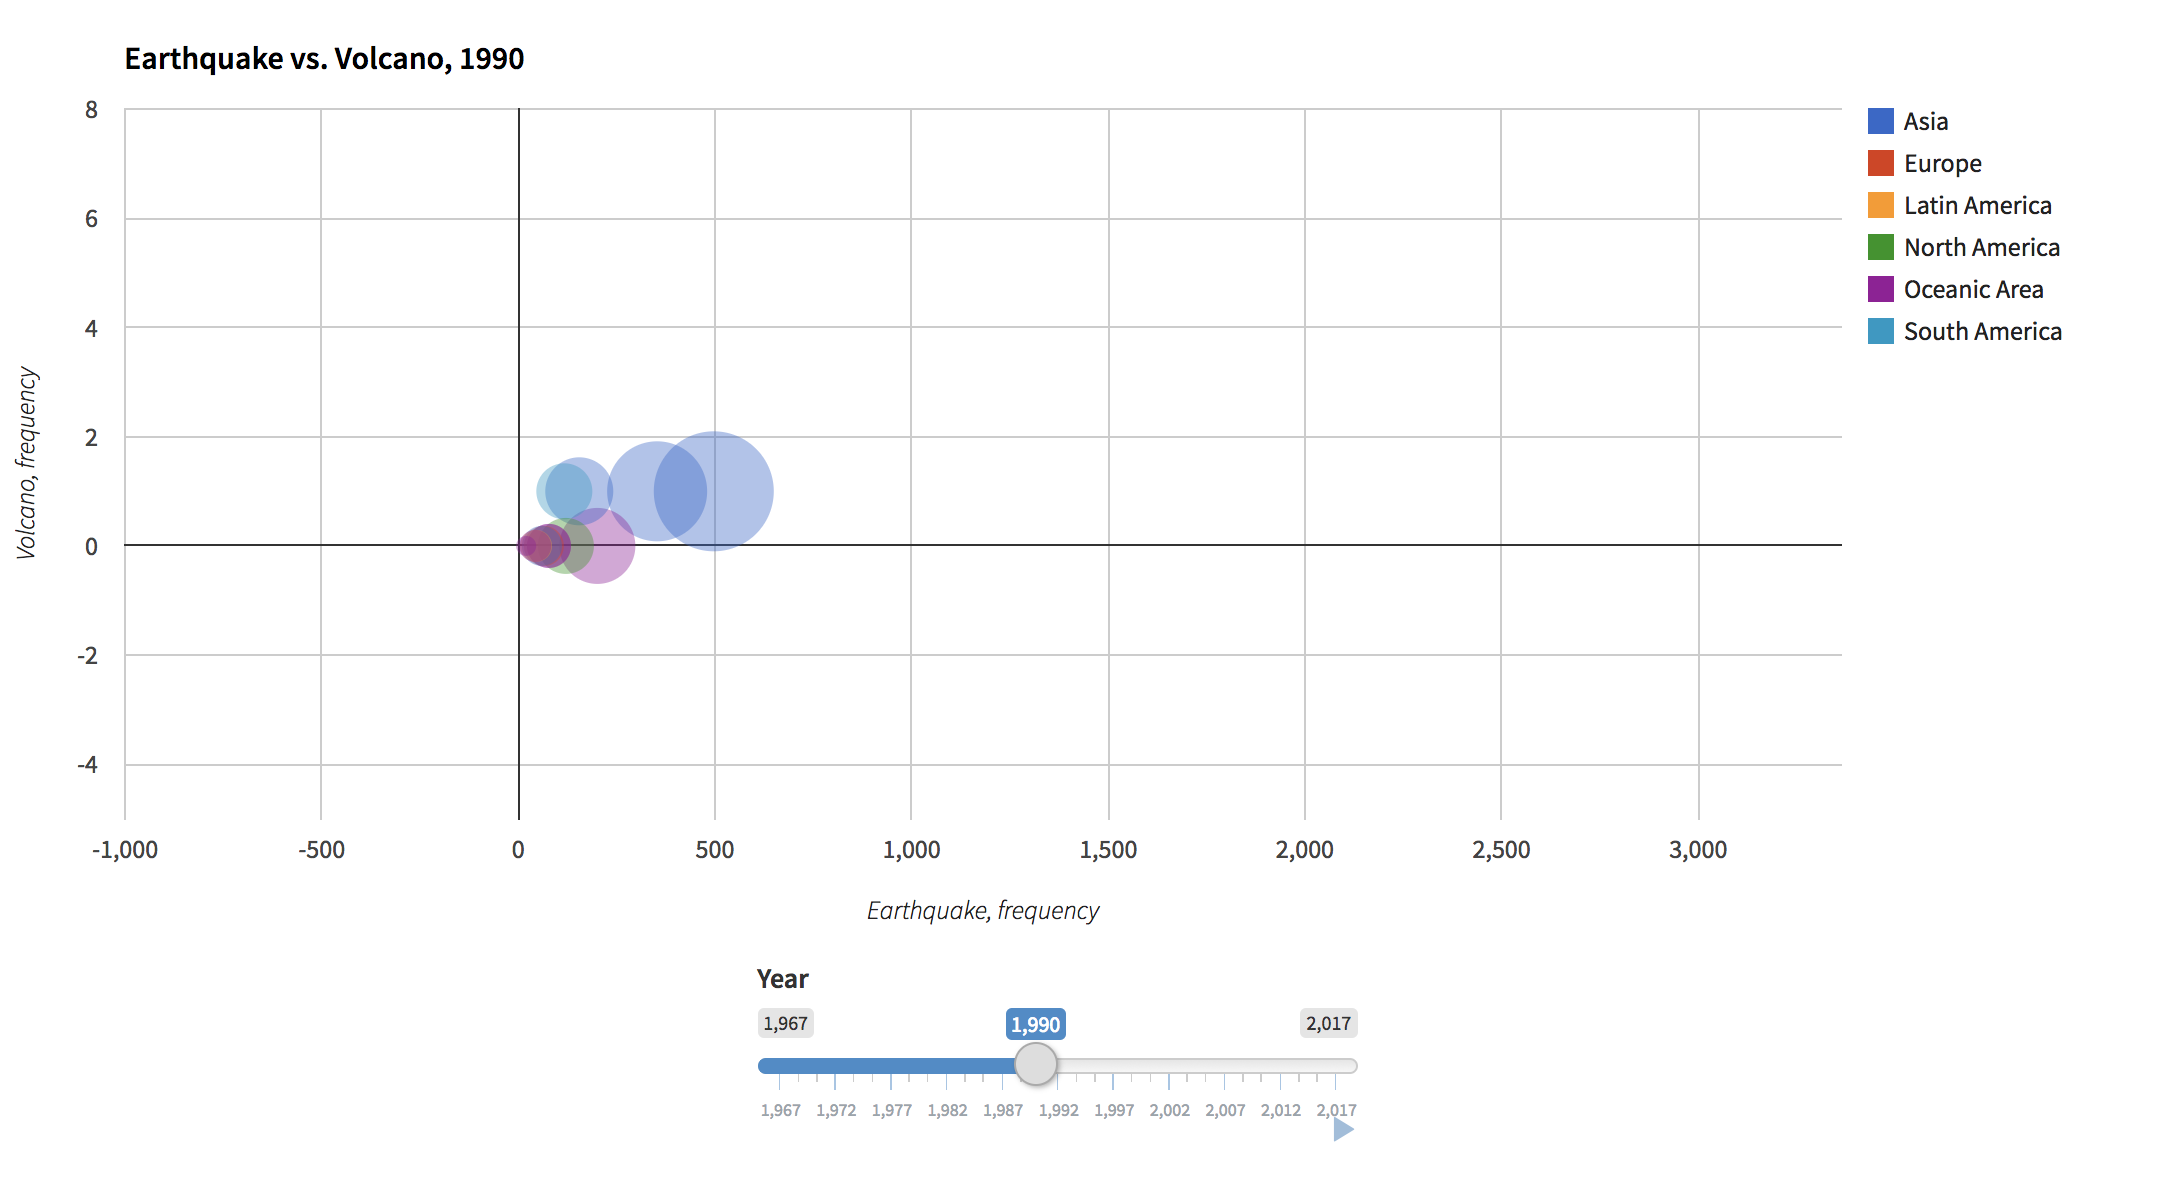 Earthquake vs. Volcano, 1990
8
6
4
2
0
-2
-4
Volcano, frequency
-1,000 -500 0 500 1,000 1,500 2,000 2,500 3,000
Earthquake, frequency
Asia
Europe
Latin America
North America
Oceanic Area
South America
Year
1,967 1,990 2,017
1,967 1,972 1,977 1,982 1,987 1,992 1,997 2,002 2,007 2,012 2,017